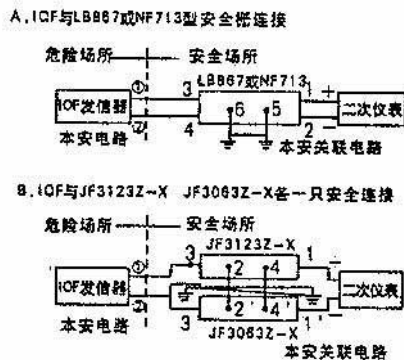 A.IOF与LB867或NF713型安全栅连接
危险场所 安全场所
LB867或NF713
① 3 1 +
IOF发信器 6 5 二次仪表
② 4 2 −
本安电路 本安关联电路
B.IOF与JF3123Z-X JF3063Z-X各一只安全连接
危险场所 安全场所
JF3123Z-X
① 3 1 −
2 4
IOF发信器 二次仪表
② 2' 4'
3 1' −
本安电路 JF3063Z-X
本安关联电路